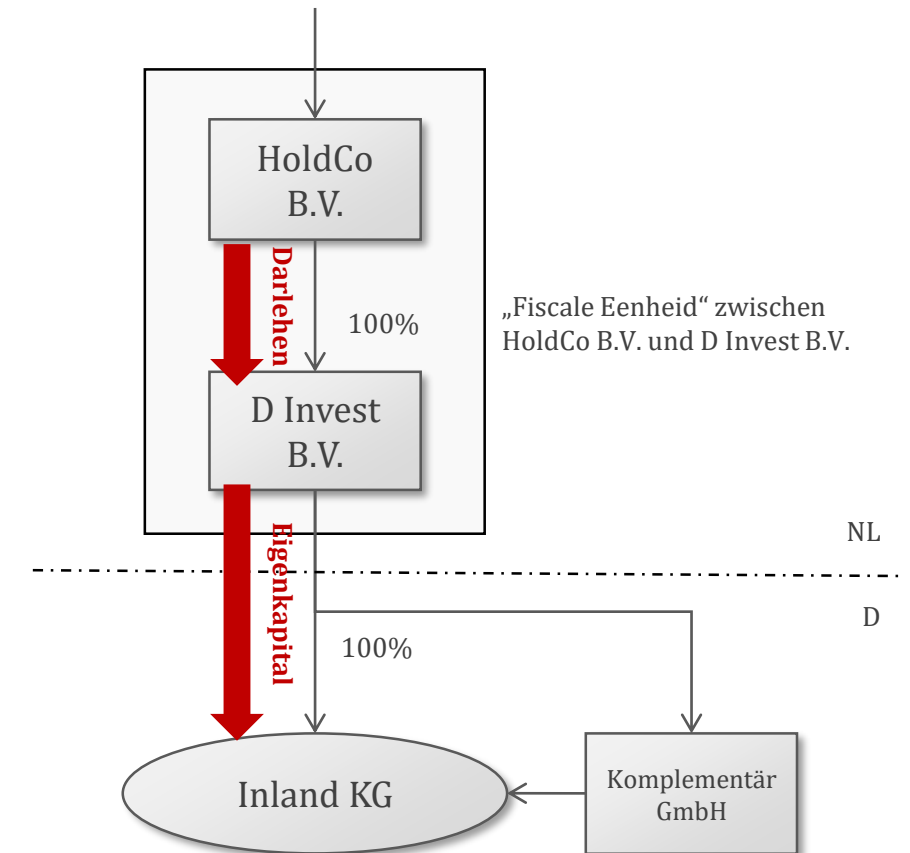 HoldCo
B.V.
Darlehen
100%
„Fiscale Eenheid“ zwischen
HoldCo B.V. und D Invest B.V.
D Invest
B.V.
Eigenkapital
NL
D
100%
Inland KG
Komplementär
GmbH